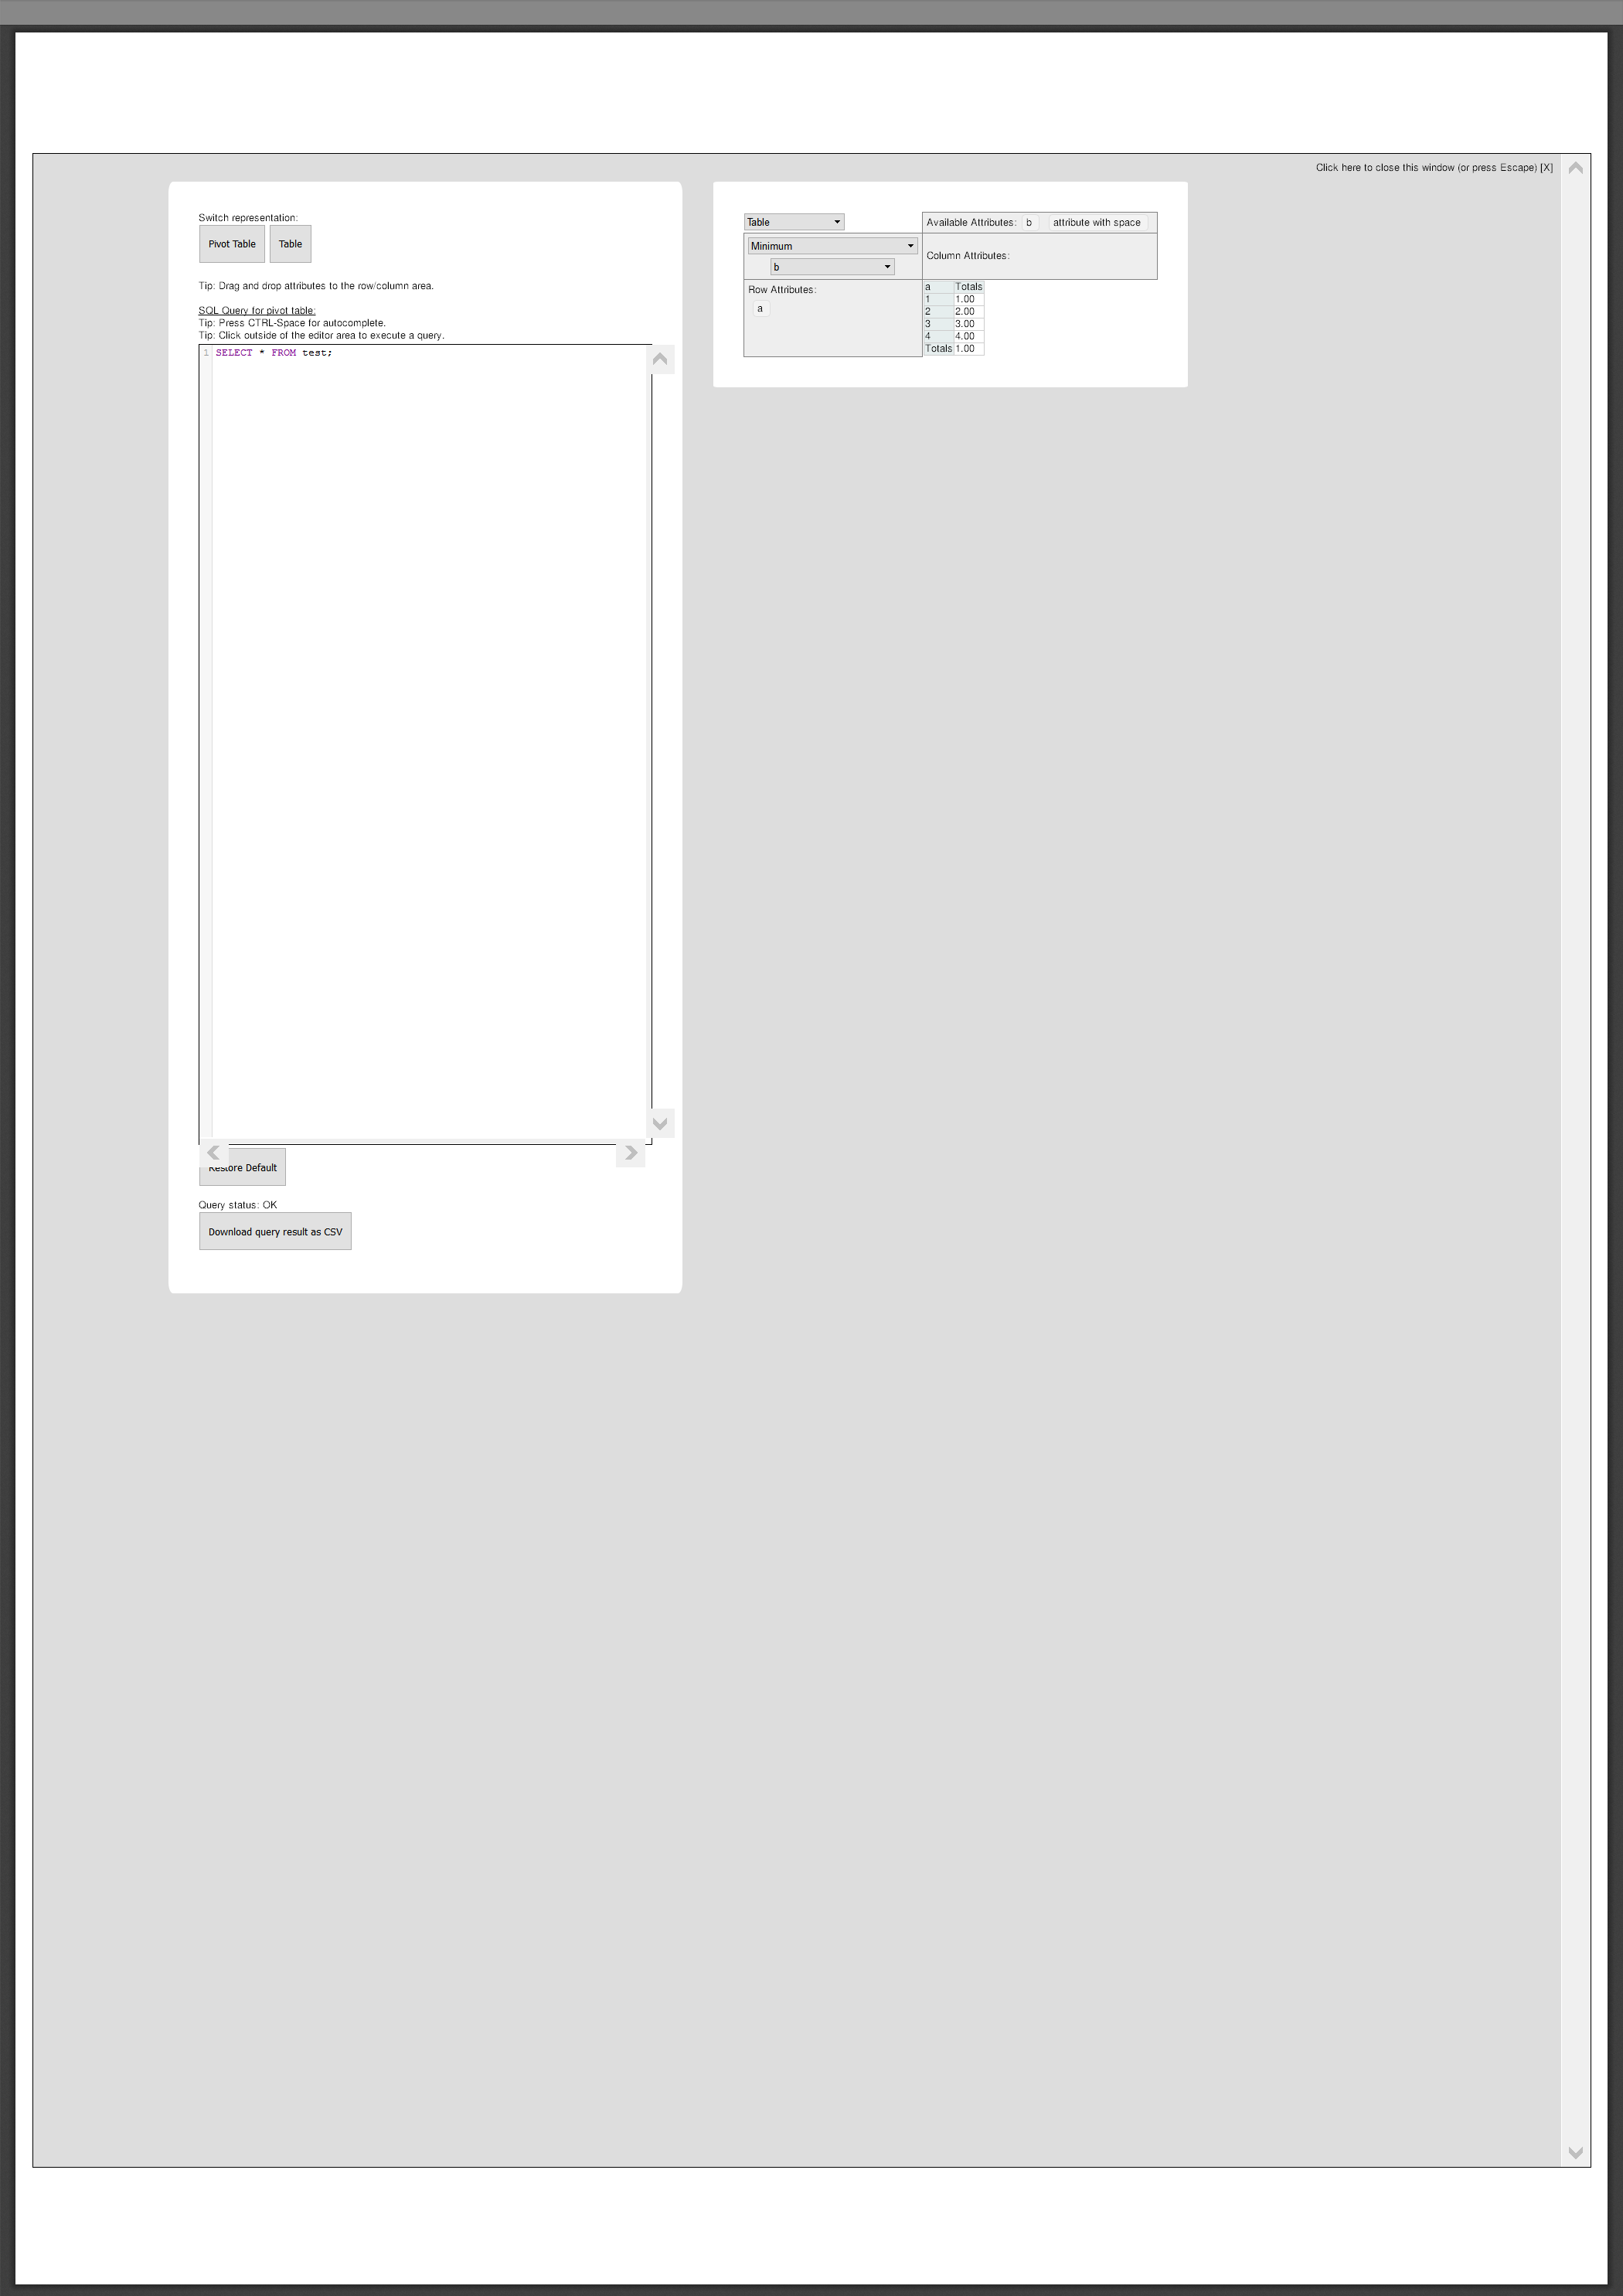 Click here to close this window (or press Escape) [X]
Switch representation:
Pivot Table Table
Tip: Drag and drop attributes to the row/column area.
SQL Query for pivot table:
Tip: Press CTRL-Space for autocomplete.
Tip: Click outside of the editor area to execute a query.
1 SELECT * FROM test;
Restore Default
Query status: OK
Download query result as CSV
Table
Available Attributes: b attribute with space
Minimum
b
Column Attributes:
Row Attributes:
a
a Totals
1 1.00
2 2.00
3 3.00
4 4.00
Totals 1.00